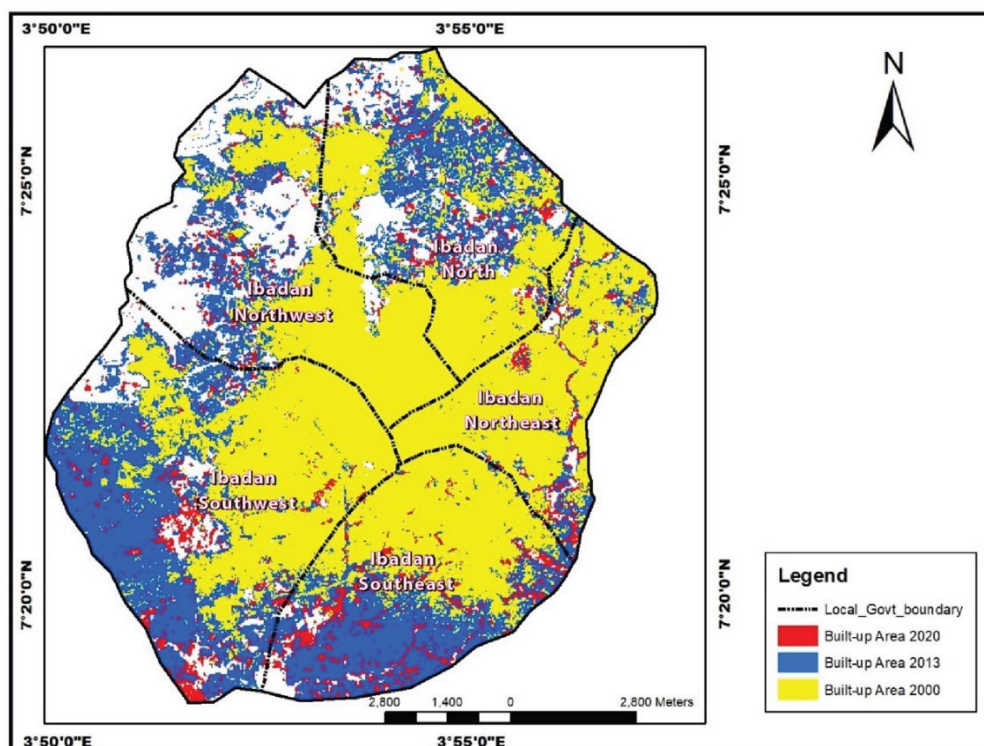 3°50'0"E 3°55'0"E
N
7°25'0"N 7°25'0"N
Ibadan
North
Ibadan
Northwest
Ibadan
Northeast
Ibadan
Southwest
Ibadan
Southeast
7°20'0"N 7°20'0"N
Legend
Local_Govt_boundary
Built-up Area 2020
Built-up Area 2013
Built-up Area 2000
2,800 1,400 0 2,800 Meters
3°50'0"E 3°55'0"E